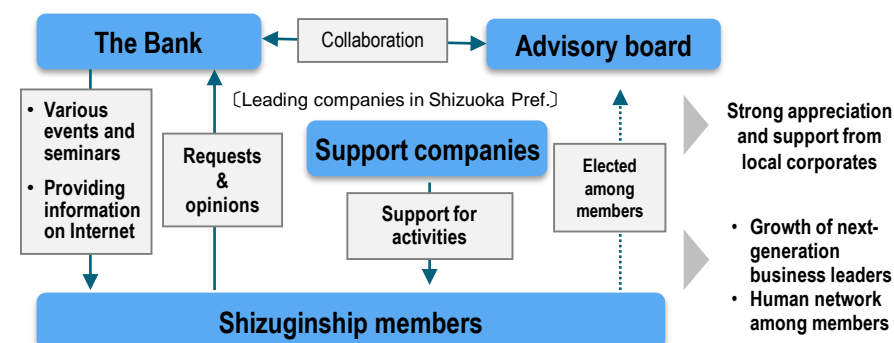 The Bank
Collaboration
Advisory board
• Various
events and
seminars
• Providing
information
on Internet
Requests
&
opinions
〔Leading companies in Shizuoka Pref.〕
Support companies
Support for
activities
Elected
among
members
Strong appreciation
and support from
local corporates
• Growth of next-
generation
business leaders
• Human network
among members
Shizuginship members